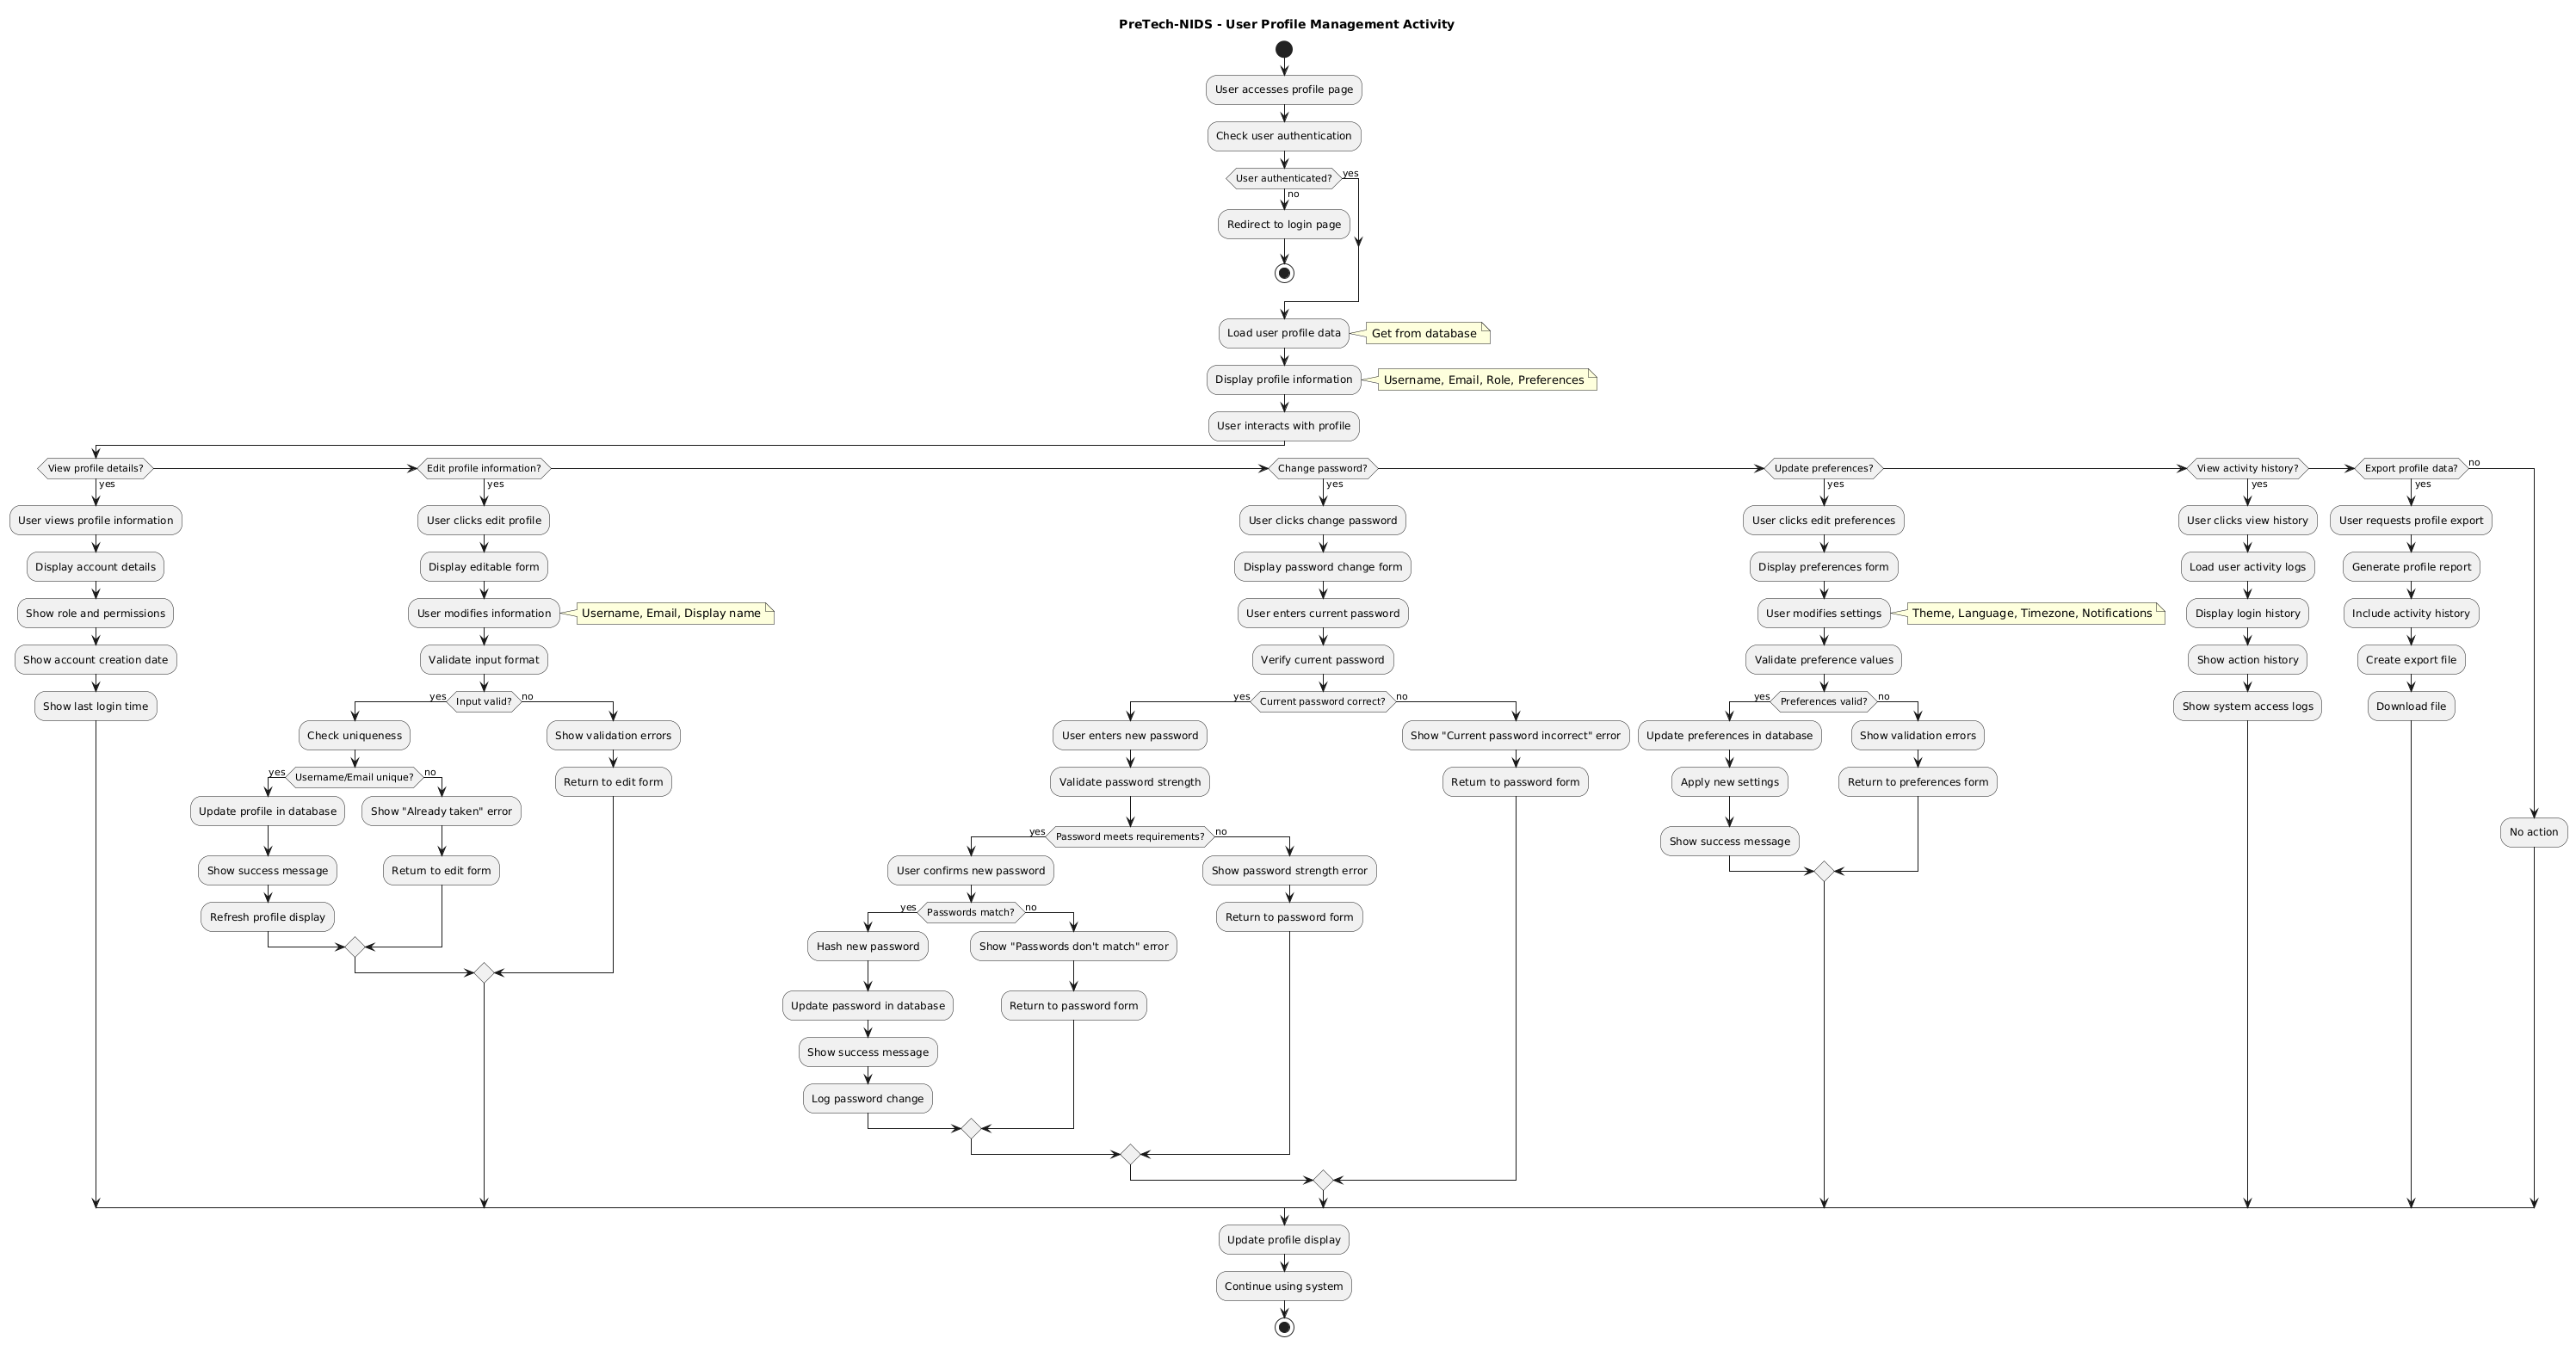 PreTech-NIDS - User Profile Management Activity
User accesses profile page
Check user authentication
User authenticated?
yes
no
Redirect to login page
Load user profile data
Get from database
Display profile information
Username, Email, Role, Preferences
User interacts with profile
View profile details?
yes
User views profile information
Display account details
Show role and permissions
Show account creation date
Show last login time
Edit profile information?
yes
User clicks edit profile
Display editable form
User modifies information
Username, Email, Display name
Validate input format
Input valid?
yes
no
Check uniqueness
Username/Email unique?
yes
no
Update profile in database
Show success message
Refresh profile display
Show "Already taken" error
Return to edit form
Show validation errors
Return to edit form
Change password?
yes
User clicks change password
Display password change form
User enters current password
Verify current password
Current password correct?
yes
no
User enters new password
Validate password strength
Password meets requirements?
yes
no
User confirms new password
Passwords match?
yes
no
Hash new password
Update password in database
Show success message
Log password change
Show "Passwords don't match" error
Return to password form
Show password strength error
Return to password form
Show "Current password incorrect" error
Return to password form
Update preferences?
yes
User clicks edit preferences
Display preferences form
User modifies settings
Theme, Language, Timezone, Notifications
Validate preference values
Preferences valid?
yes
no
Update preferences in database
Apply new settings
Show success message
Show validation errors
Return to preferences form
View activity history?
yes
User clicks view history
Load user activity logs
Display login history
Show action history
Show system access logs
Export profile data?
yes
no
User requests profile export
Generate profile report
Include activity history
Create export file
Download file
No action
Update profile display
Continue using system